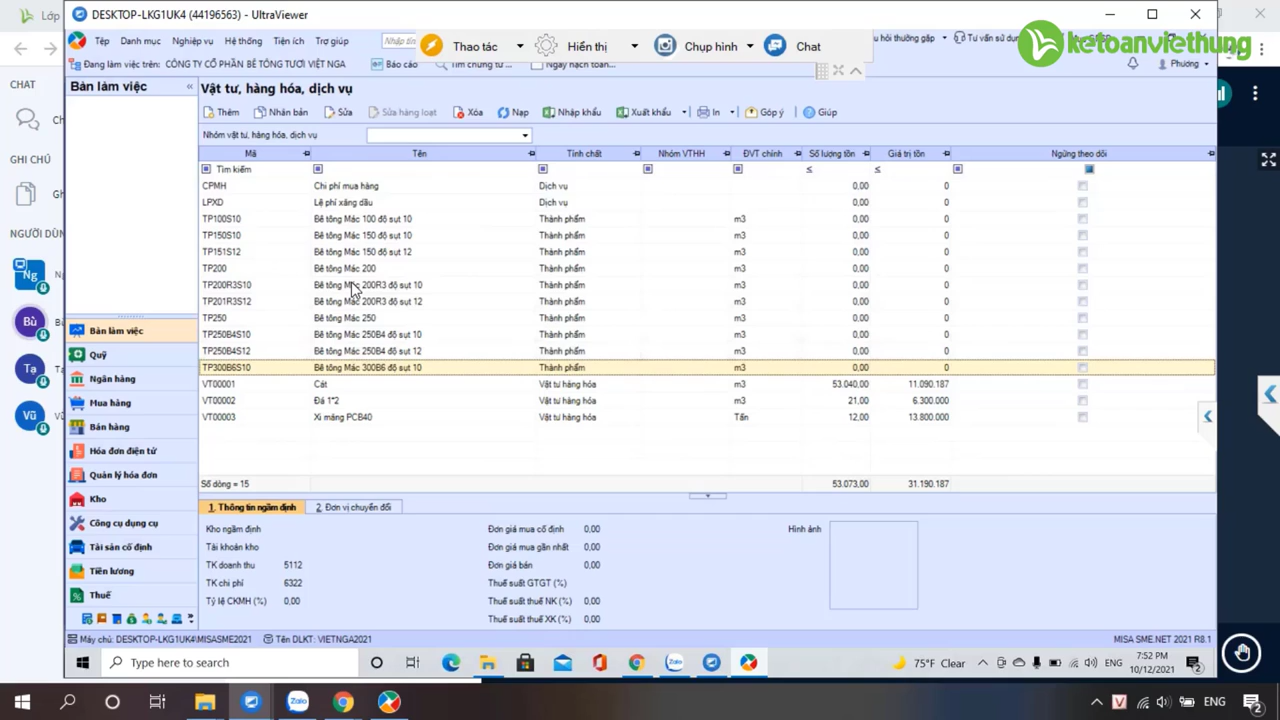 Lớp
DESKTOP-LKG1UK4 (44196563) - UltraViewer
Tệp Danh mục Nghiệp vụ Hệ thống Tiện ích Trợ giúp
Thao tác Hiển thị Chụp hình Chat
ketoanviethung
Đang làm việc trên: CÔNG TY CỔ PHẦN BÊ TÔNG TƯƠI VIỆT NGA Báo cáo Tìm chứng từ... Ngày hạch toán... Phương
CHAT
GHI CHÚ
NGƯỜI DÙN
Ng
Bù
Ta
Vũ
Bàn làm việc
Vật tư, hàng hóa, dịch vụ
Thêm Nhân bản Sửa Sửa hàng loạt Xóa Nạp Nhập khẩu Xuất khẩu In Góp ý Giúp
Nhóm vật tư, hàng hóa, dịch vụ
Mã Tên Tính chất Nhóm VTHH ĐVT chính Số lượng tồn Giá trị tồn Ngừng theo dõi
Tìm kiếm ≤ ≤
CPMH Chi phí mua hàng Dịch vụ 0,00 0
LPXD Lệ phí xăng dầu Dịch vụ 0,00 0
TP100S10 Bê tông Mác 100 độ sụt 10 Thành phẩm m3 0,00 0
TP150S10 Bê tông Mác 150 độ sụt 10 Thành phẩm m3 0,00 0
TP151S12 Bê tông Mác 150 độ sụt 12 Thành phẩm m3 0,00 0
TP200 Bê tông Mác 200 Thành phẩm m3 0,00 0
TP200R3S10 Bê tông Mác 200R3 độ sụt 10 Thành phẩm m3 0,00 0
TP201R3S12 Bê tông Mác 200R3 độ sụt 12 Thành phẩm m3 0,00 0
TP250 Bê tông Mác 250 Thành phẩm m3 0,00 0
TP250B4S10 Bê tông Mác 250B4 độ sụt 10 Thành phẩm m3 0,00 0
TP250B4S12 Bê tông Mác 250B4 độ sụt 12 Thành phẩm m3 0,00 0
TP300B6S10 Bê tông Mác 300B6 độ sụt 10 Thành phẩm m3 0,00 0
VT00001 Cát Vật tư hàng hóa m3 53.040,00 11.090.187
VT00002 Đá 1*2 Vật tư hàng hóa m3 21,00 6.300.000
VT00003 Xi măng PCB40 Vật tư hàng hóa Tấn 12,00 13.800.000
Số dòng = 15 53.073,00 31.190.187
Bàn làm việc
Quỹ
Ngân hàng
Mua hàng
Bán hàng
Hóa đơn điện tử
Quản lý hóa đơn
Kho
Công cụ dụng cụ
Tài sản cố định
Tiền lương
Thuế
1. Thông tin ngầm định 2. Đơn vị chuyển đổi
Kho ngầm định Đơn giá mua cố định 0,00 Hình ảnh
Tài khoản kho Đơn giá mua gần nhất 0,00
TK doanh thu 5112 Đơn giá bán 0,00
TK chi phí 6322 Thuế suất GTGT (%)
Tỷ lệ CKMH (%) 0,00 Thuế suất thuế NK (%) 0,00
Thuế suất thuế XK (%) 0,00
Máy chủ: DESKTOP-LKG1UK4\MISASME2021 Tên DLKT: VIETNGA2021 MISA SME.NET 2021 R8.1
Type here to search 75°F Clear ENG 7:52 PM 10/12/2021 2
Zalo
Zalo V ENG 2